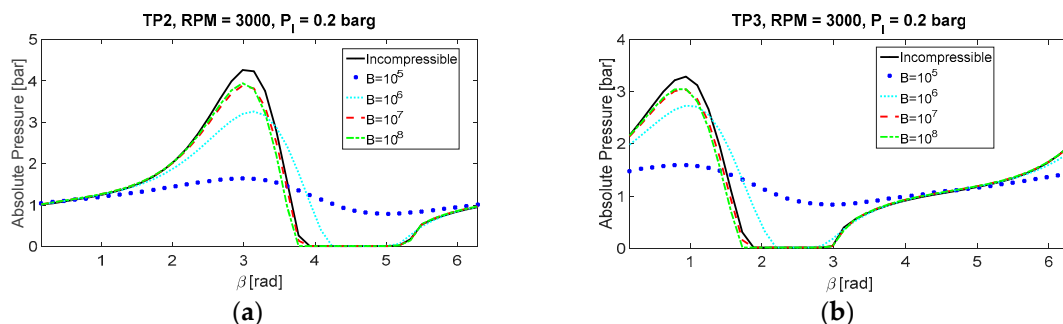 TP2, RPM = 3000, P_I = 0.2 barg
Absolute Pressure [bar]
5
4
3
2
1
0
Incompressible
B=10^5
B=10^6
B=10^7
B=10^8
1 2 3 4 5 6
β [rad]
(a)
TP3, RPM = 3000, P_I = 0.2 barg
Absolute Pressure [bar]
4
3
2
1
0
Incompressible
B=10^5
B=10^6
B=10^7
B=10^8
1 2 3 4 5 6
β [rad]
(b)